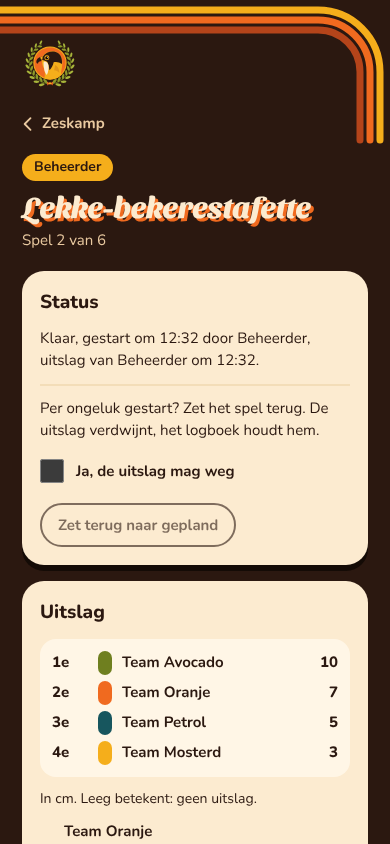 Zeskamp
Beheerder
Lekke-bekerestafette
Spel 2 van 6
Status
Klaar, gestart om 12:32 door Beheerder,
uitslag van Beheerder om 12:32.
Per ongeluk gestart? Zet het spel terug. De
uitslag verdwijnt, het logboek houdt hem.
Ja, de uitslag mag weg
Zet terug naar gepland
Uitslag
1e Team Avocado 10
2e Team Oranje 7
3e Team Petrol 5
4e Team Mosterd 3
In cm. Leeg betekent: geen uitslag.
Team Oranje